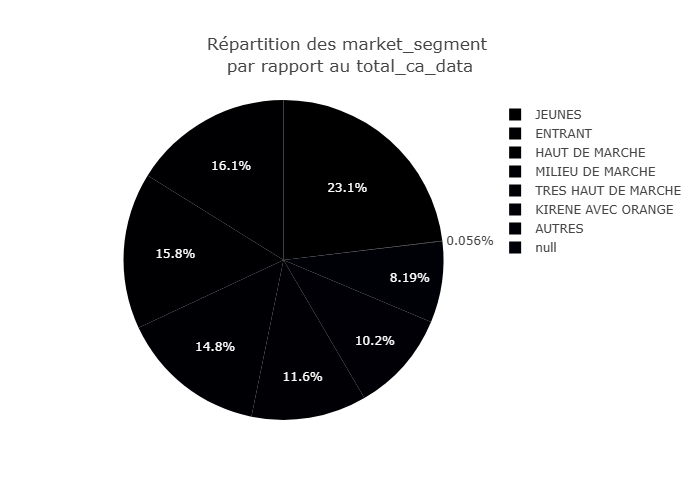 Répartition des market_segment
par rapport au total_ca_data
JEUNES
ENTRANT
HAUT DE MARCHE
MILIEU DE MARCHE
TRES HAUT DE MARCHE
KIRENE AVEC ORANGE
AUTRES
null
16.1%
23.1%
0.056%
15.8%
8.19%
10.2%
14.8%
11.6%